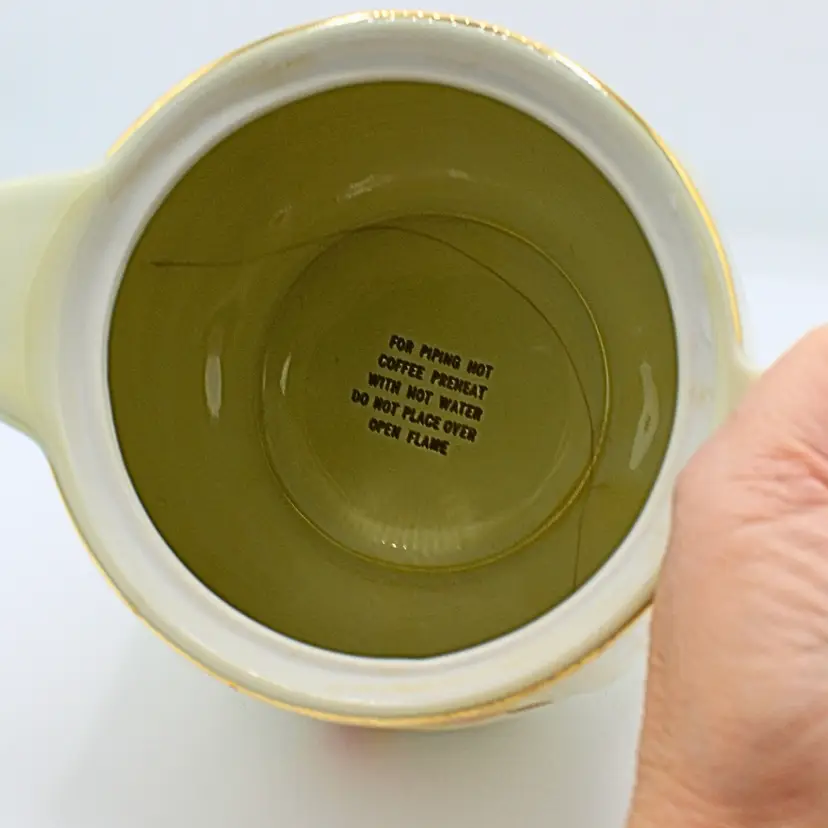 FOR PIPING HOT
COFFEE PREHEAT
WITH HOT WATER
DO NOT PLACE OVER
OPEN FLAME